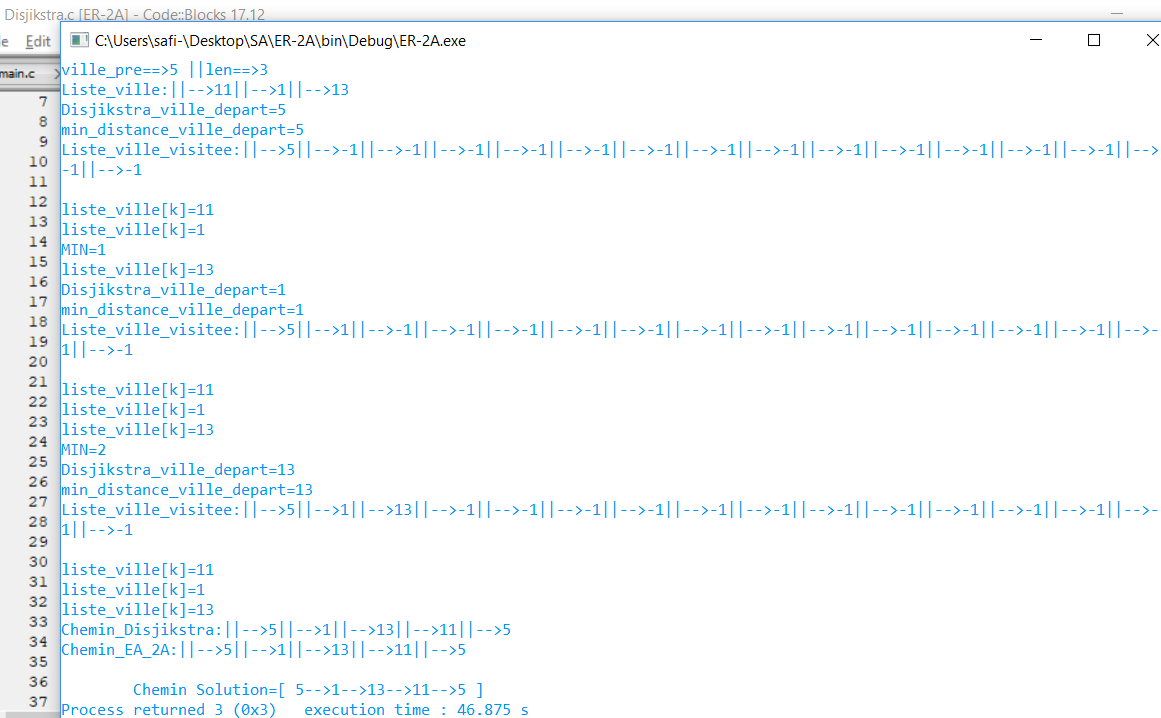 Disjikstra.c [ER-2A] - Code::Blocks 17.12
Edit
C:\Users\safi-\Desktop\SA\ER-2A\bin\Debug\ER-2A.exe
main.c
7
8
9
10
11
12
13
14
15
16
17
18
19
20
21
22
23
24
25
26
27
28
29
30
31
32
33
34
35
36
37
ville_pre==>5 ||len==>3
Liste_ville:||-->11||-->1||-->13
Disjikstra_ville_depart=5
min_distance_ville_depart=5
Liste_ville_visitee:||-->5||-->-1||-->-1||-->-1||-->-1||-->-1||-->-1||-->-1||-->-1||-->-1||-->-1||-->-1||-->-1||-->
-1||-->-1
liste_ville[k]=11
liste_ville[k]=1
MIN=1
liste_ville[k]=13
Disjikstra_ville_depart=1
min_distance_ville_depart=1
Liste_ville_visitee:||-->5||-->1||-->-1||-->-1||-->-1||-->-1||-->-1||-->-1||-->-1||-->-1||-->-1||-->-1||-->-1||-->-
1||-->-1
liste_ville[k]=11
liste_ville[k]=1
liste_ville[k]=13
MIN=2
Disjikstra_ville_depart=13
min_distance_ville_depart=13
Liste_ville_visitee:||-->5||-->1||-->13||-->-1||-->-1||-->-1||-->-1||-->-1||-->-1||-->-1||-->-1||-->-1||-->-1||-->-
1||-->-1
liste_ville[k]=11
liste_ville[k]=1
liste_ville[k]=13
Chemin_Disjikstra:||-->5||-->1||-->13||-->11||-->5
Chemin_EA_2A:||-->5||-->1||-->13||-->11||-->5
Chemin Solution=[ 5-->1-->13-->11-->5 ]
Process returned 3 (0x3)   execution time : 46.875 s